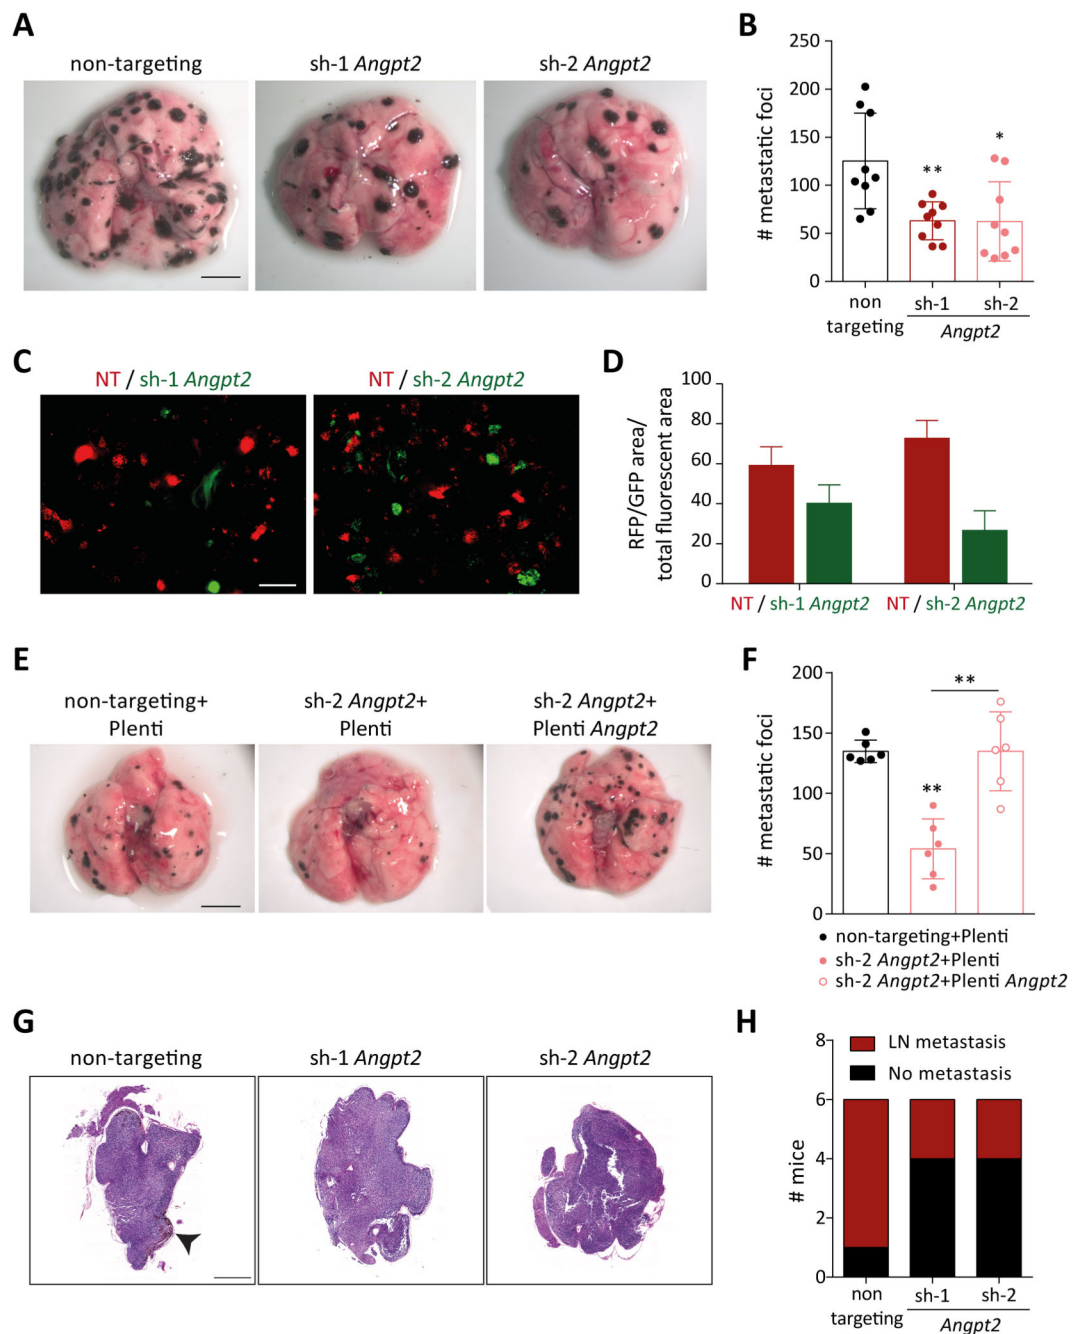 A
non-targeting
sh-1 Angpt2
sh-2 Angpt2
B
# metastatic foci
250
200
150
100
50
0
**
*
non
targeting
sh-1
sh-2
Angpt2
C
NT / sh-1 Angpt2
NT / sh-2 Angpt2
D
RFP/GFP area/
total fluorescent area
100
80
60
40
20
0
NT / sh-1 Angpt2
NT / sh-2 Angpt2
E
non-targeting+
Plenti
sh-2 Angpt2+
Plenti
sh-2 Angpt2+
Plenti Angpt2
F
# metastatic foci
200
150
100
50
0
**
**
non-targeting+Plenti
sh-2 Angpt2+Plenti
sh-2 Angpt2+Plenti Angpt2
G
non-targeting
sh-1 Angpt2
sh-2 Angpt2
H
LN metastasis
No metastasis
# mice
8
6
4
2
0
non
targeting
sh-1
sh-2
Angpt2